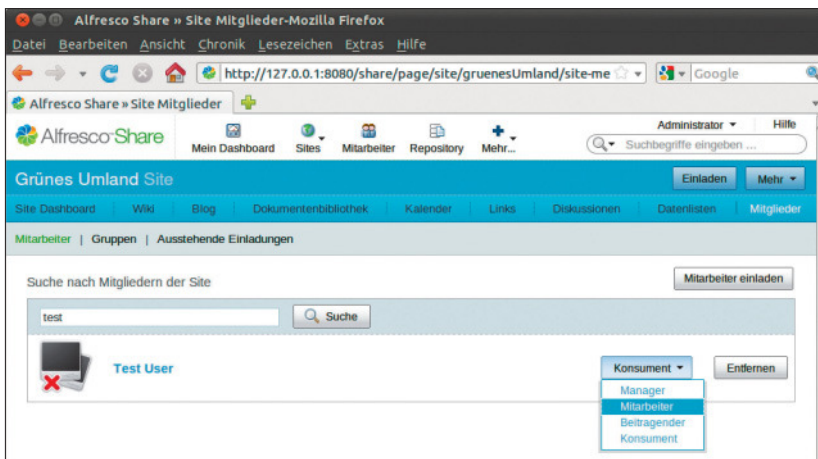 Alfresco Share » Site Mitglieder-Mozilla Firefox
Datei Bearbeiten Ansicht Chronik Lesezeichen Extras Hilfe
http://127.0.0.1:8080/share/page/site/gruenesUmland/site-me
Google
Alfresco Share » Site Mitglieder
Alfresco Share
Mein Dashboard
Sites
Mitarbeiter
Repository
Mehr...
Administrator
Hilfe
Suchbegriffe eingeben ...
Grünes Umland Site
Einladen
Mehr
Site Dashboard Wiki Blog Dokumentenbibliothek Kalender Links Diskussionen Datenlisten Mitglieder
Mitarbeiter | Gruppen | Ausstehende Einladungen
Suche nach Mitgliedern der Site
Mitarbeiter einladen
test
Suche
Test User
Konsument
Entfernen
Manager
Mitarbeiter
Beitragender
Konsument